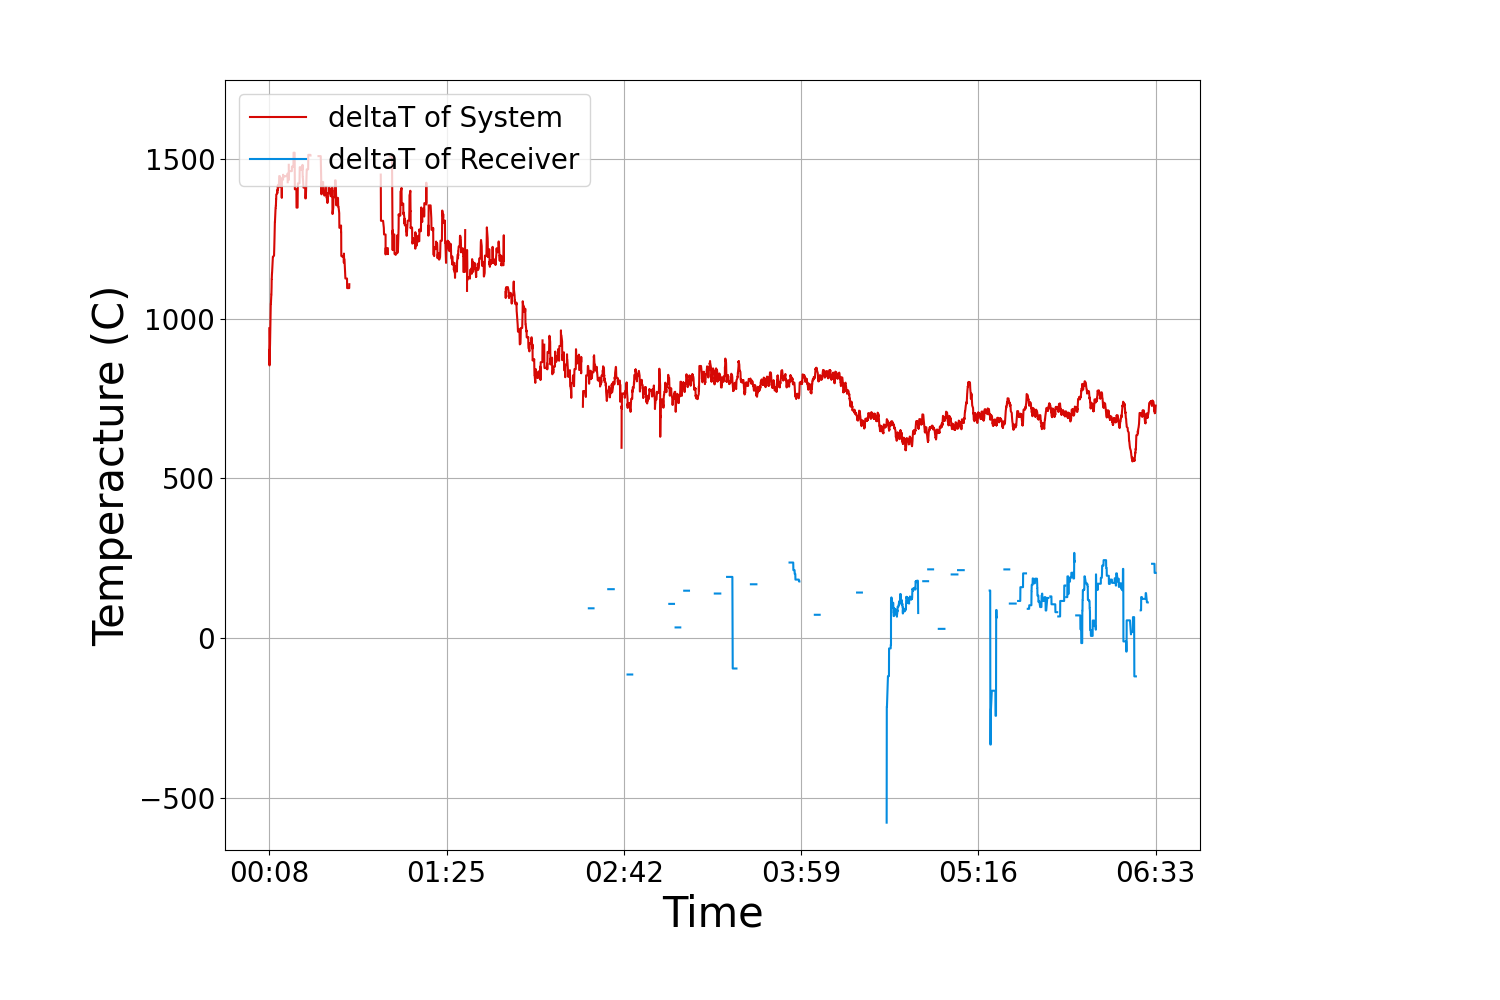 deltaT of System
deltaT of Receiver
1500
1000
500
0
−500
Temperacture (C)
00:08 01:25 02:42 03:59 05:16 06:33
Time